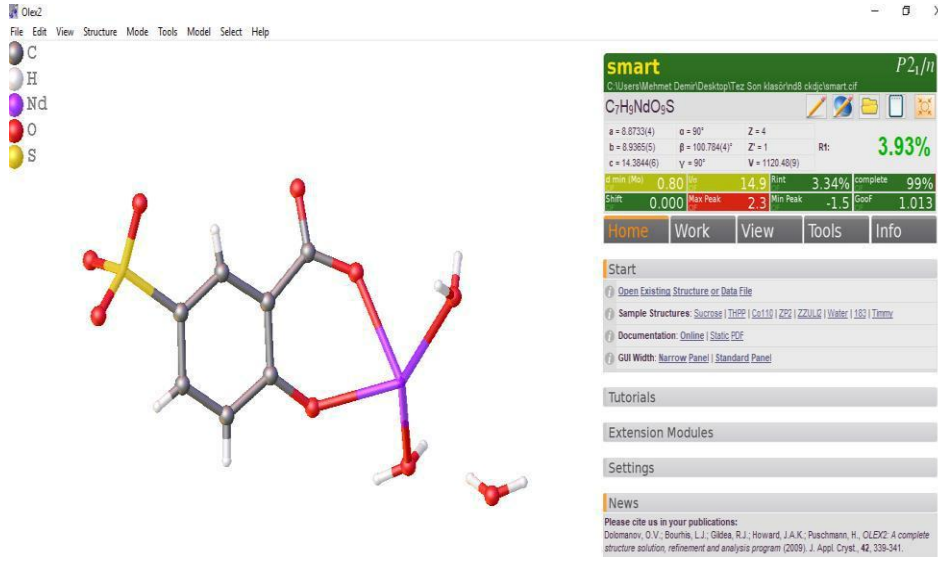 Olex2
File Edit View Structure Mode Tools Model Select Help
C
H
Nd
O
S
smart P2₁/n
C:\Users\Mehmet Demir\Desktop\Tez Son klasör\nd8 ckdjc\smart.cif
C₇H₉NdO₉S
a = 8.8733(4) α = 90° Z = 4
b = 8.9365(5) β = 100.784(4)° Z' = 1 R1: 3.93%
c = 14.3844(6) γ = 90° V = 1120.48(9)
d min (Mo) 0.80 I/σ 14.9 Rint 3.34% complete 99%
Shift 0.000 Max Peak 2.3 Min Peak -1.5 GooF 1.013
Home Work View Tools Info
Start
Open Existing Structure or Data File
Sample Structures: Sucrose | THPP | Co110 | ZP2 | ZZULG | Water | 183 | Timmy
Documentation: Online | Static PDF
GUI Width: Narrow Panel | Standard Panel
Tutorials
Extension Modules
Settings
News
Please cite us in your publications:
Dolomanov, O.V.; Bourhis, L.J.; Gildea, R.J.; Howard, J.A.K.; Puschmann, H., OLEX2: A complete
structure solution, refinement and analysis program (2009). J. Appl. Cryst., 42, 339-341.